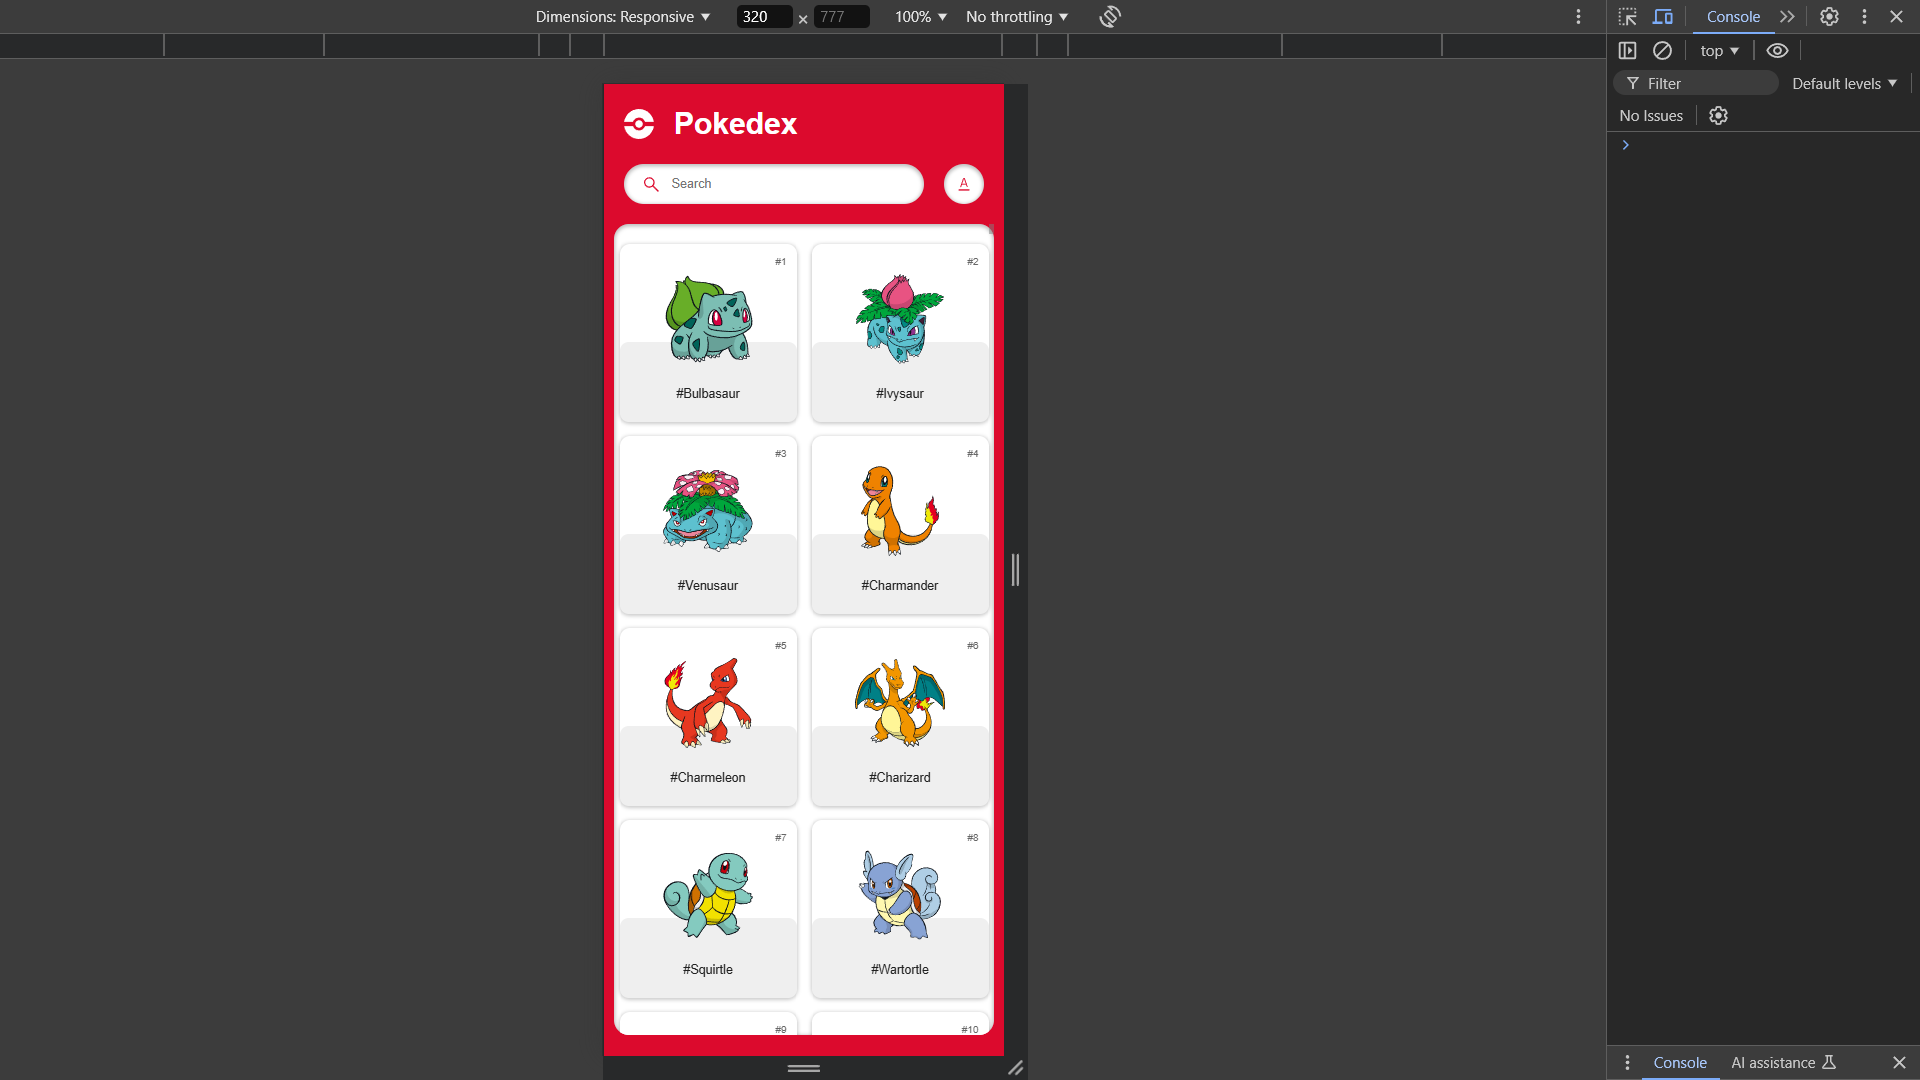 Dimensions: Responsive ▼ 320 × 777 100% ▼ No throttling ▼
Console
top ▼
Filter Default levels ▼
No Issues
Pokedex
Search A
#1 #2
#Bulbasaur #Ivysaur
#3 #4
#Venusaur #Charmander
#5 #6
#Charmeleon #Charizard
#7 #8
#Squirtle #Wartortle
#9 #10
Console AI assistance